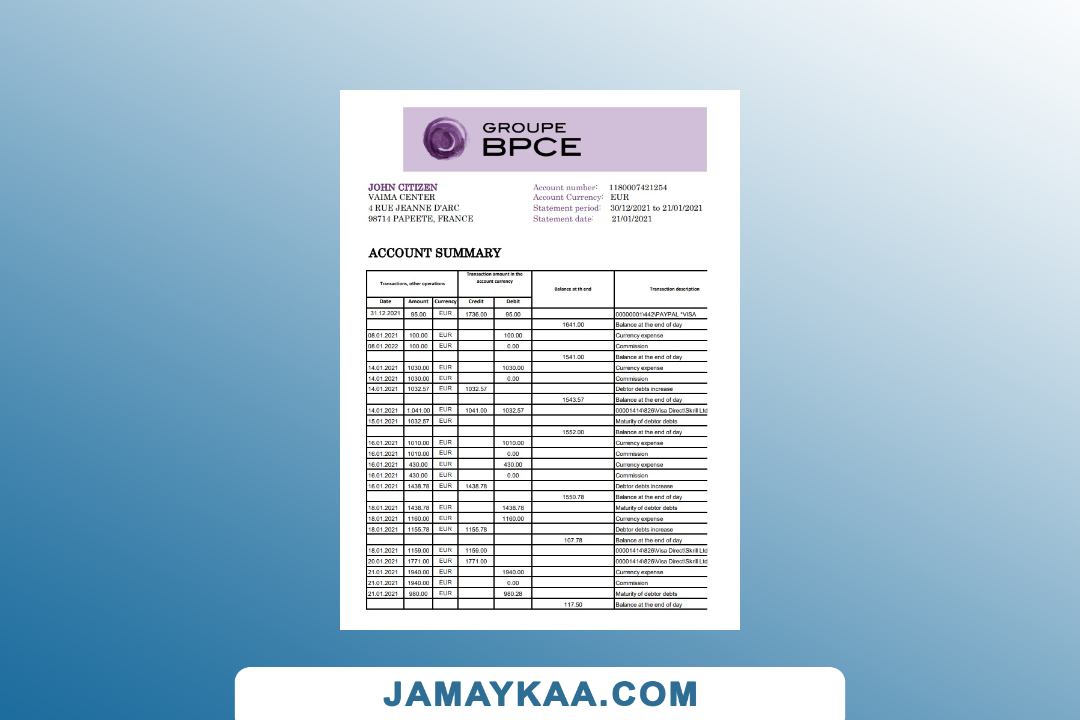 GROUPE
BPCE
JOHN CITIZEN
VAIMA CENTER
4 RUE JEANNE D'ARC
98714 PAPEETE, FRANCE
Account number: 1180007421254
Account Currency: EUR
Statement period: 30/12/2021 to 21/01/2021
Statement date: 21/01/2021
ACCOUNT SUMMARY
Transactions, other operations Transaction amount in the account currency Balance at th end Transaction description
Date Amount Currency Credit Debit
31.12.2021 95.00 EUR 1736.00 95.00 00000001\442\PAYPAL *VISA
1641.00 Balance at the end of day
08.01.2021 100.00 EUR 100.00 Currency expense
08.01.2022 100.00 EUR 0.00 Commission
1541.00 Balance at the end of day
14.01.2021 1030.00 EUR 1030.00 Currency expense
14.01.2021 1030.00 EUR 0.00 Commission
14.01.2021 1032.57 EUR 1032.57 Debtor debts increase
1543.57 Balance at the end of day
14.01.2021 1.041.00 EUR 1041.00 1032.57 00001414\826\Visa Direct\Skrill Ltd
15.01.2021 1032.57 EUR Maturity of debtor debts
1552.00 Balance at the end of day
16.01.2021 1010.00 EUR 1010.00 Currency expense
16.01.2021 1010.00 EUR 0.00 Commission
16.01.2021 430.00 EUR 430.00 Currency expense
16.01.2021 430.00 EUR 0.00 Commission
16.01.2021 1438.78 EUR 1438.78 Debtor debts increase
1550.78 Balance at the end of day
18.01.2021 1438.78 EUR 1438.78 Maturity of debtor debts
18.01.2021 1160.00 EUR 1160.00 Currency expense
18.01.2021 1155.78 EUR 1155.78 Debtor debts increase
107.78 Balance at the end of day
18.01.2021 1159.00 EUR 1159.00 00001414\826\Visa Direct\Skrill Ltd
20.01.2021 1771.00 EUR 1771.00 00001414\826\Visa Direct\Skrill Ltd
21.01.2021 1940.00 EUR 1940.00 Currency expense
21.01.2021 1940.00 EUR 0.00 Commission
21.01.2021 980.00 EUR 980.28 Maturity of debtor debts
117.50 Balance at the end of day
JAMAYKAA.COM